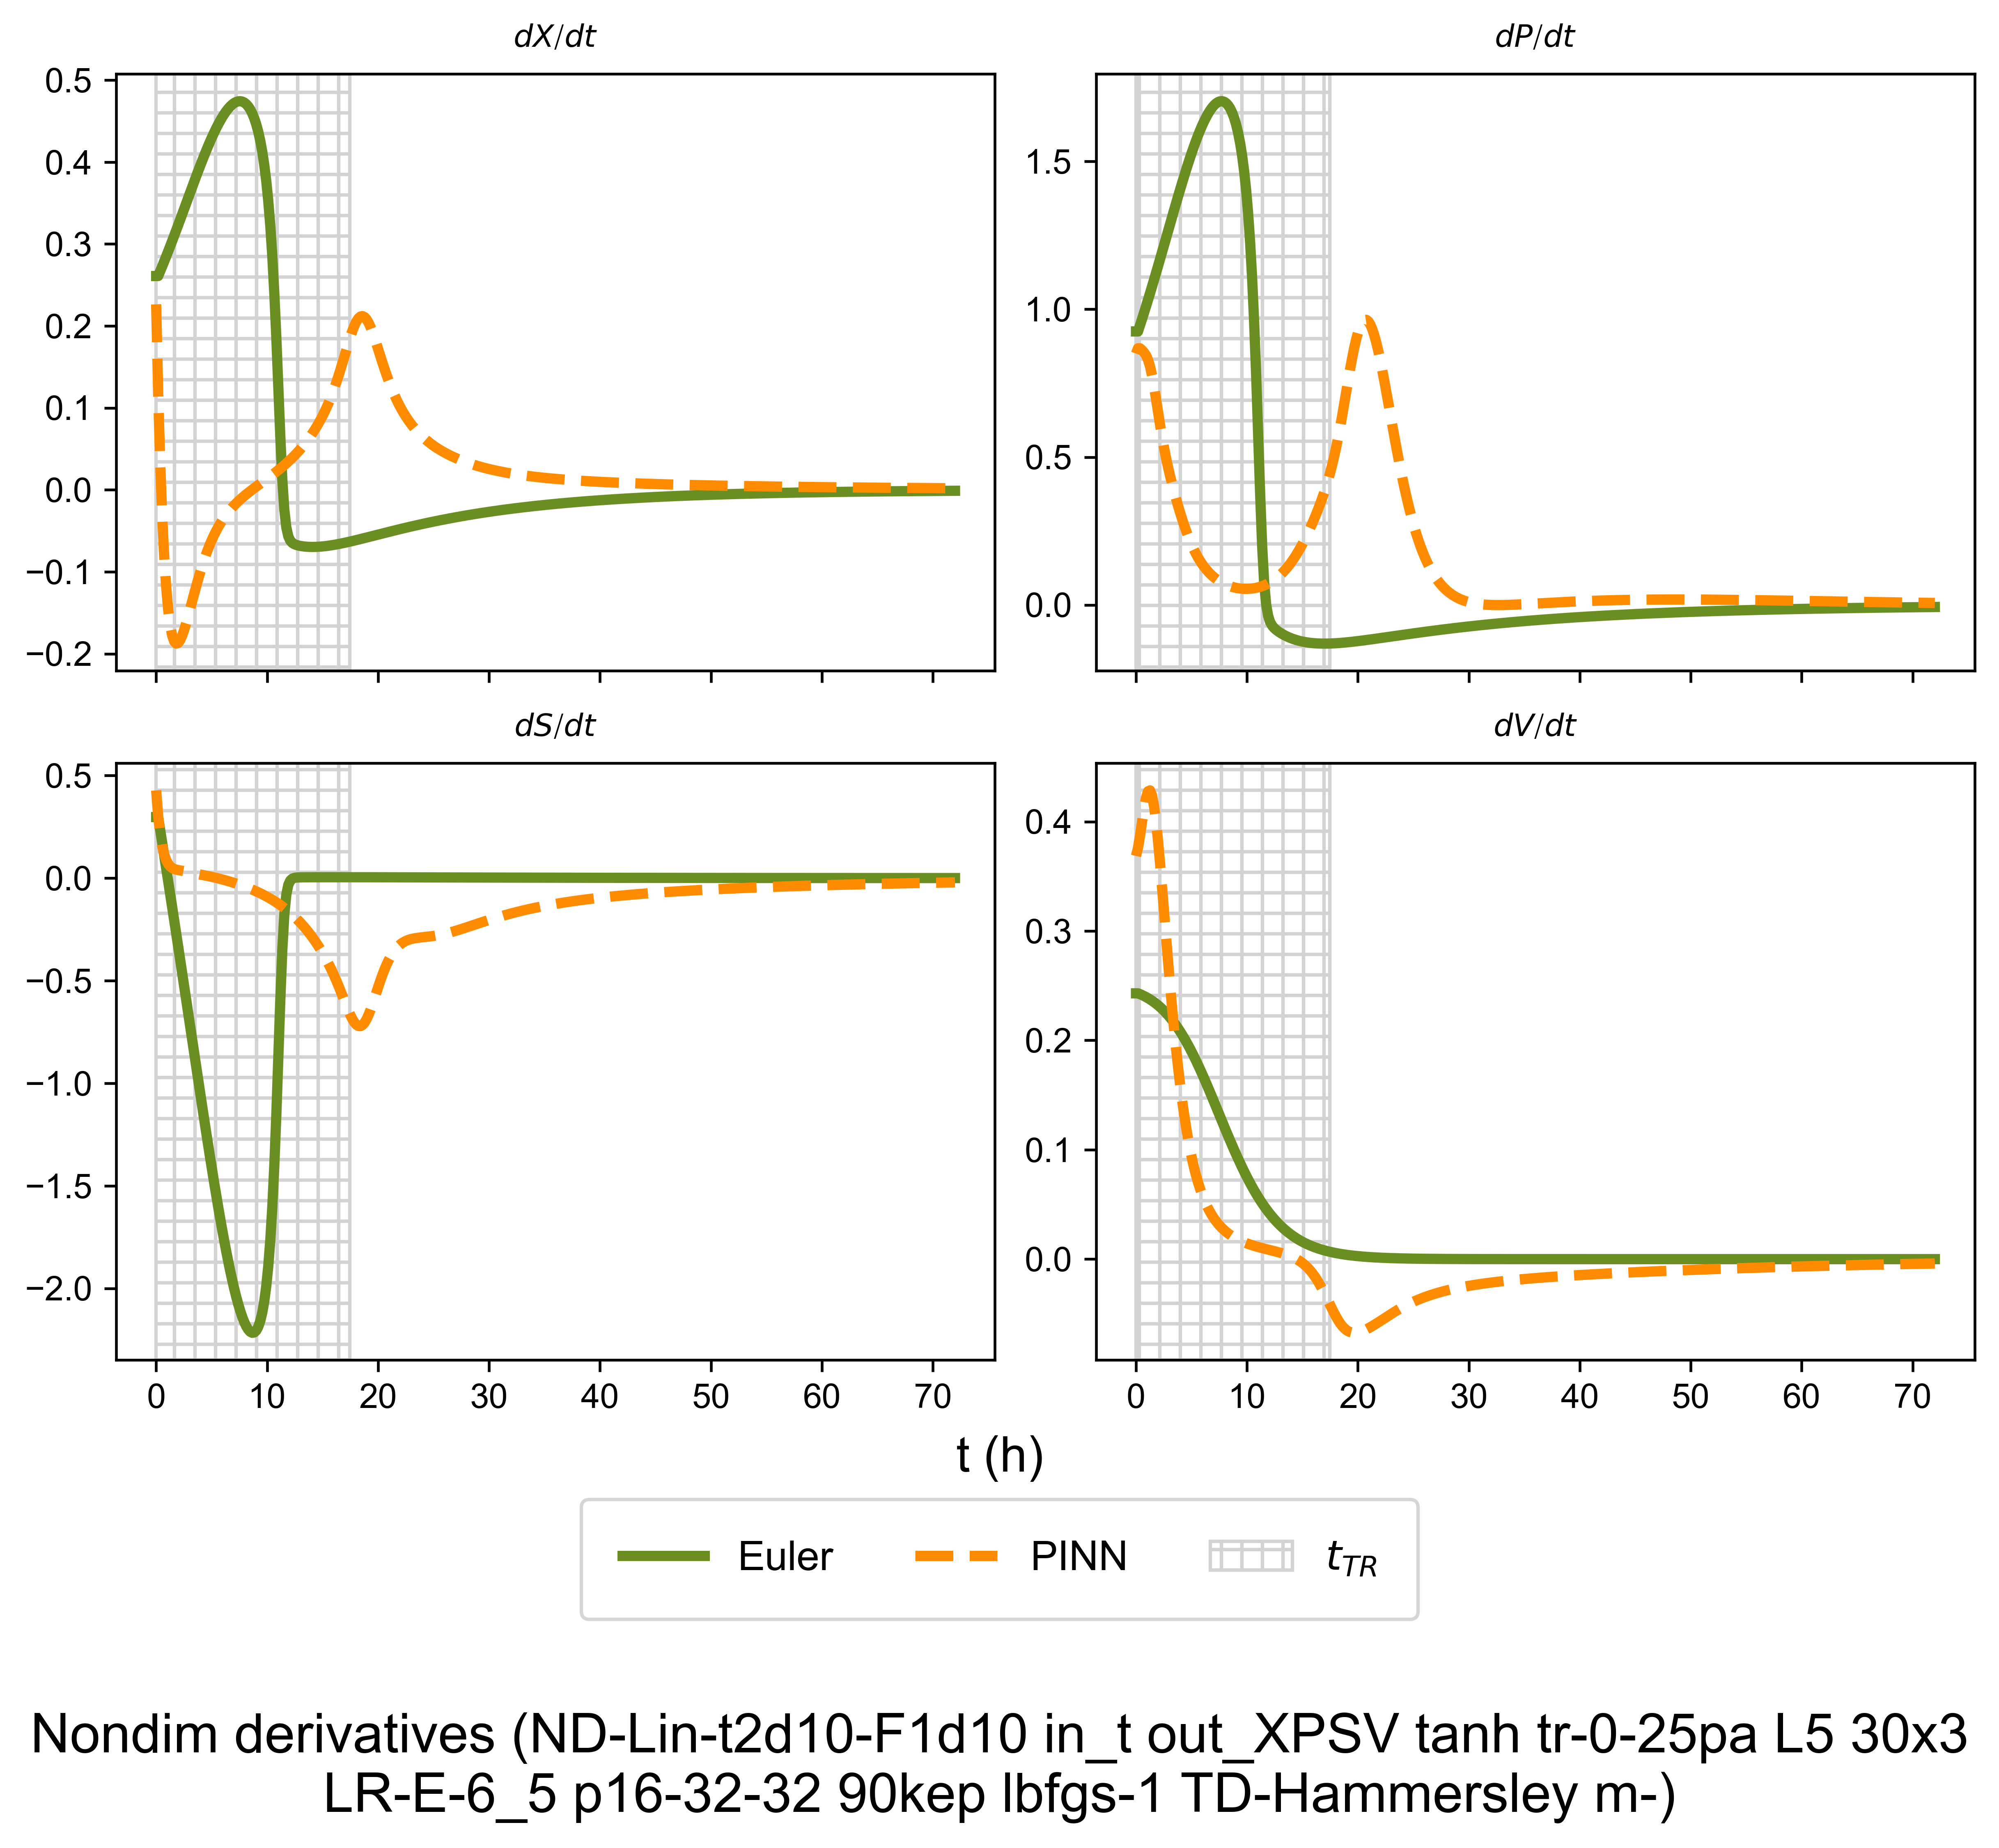 dX/dt
dP/dt
0.5
0.4
0.3
0.2
0.1
0.0
−0.1
−0.2
1.5
1.0
0.5
0.0
dS/dt
dV/dt
0.5
0.0
−0.5
−1.0
−1.5
−2.0
0.4
0.3
0.2
0.1
0.0
0 10 20 30 40 50 60 70
0 10 20 30 40 50 60 70
t (h)
Euler PINN t_TR
Nondim derivatives (ND-Lin-t2d10-F1d10 in_t out_XPSV tanh tr-0-25pa L5 30x3
LR-E-6_5 p16-32-32 90kep lbfgs-1 TD-Hammersley m-)